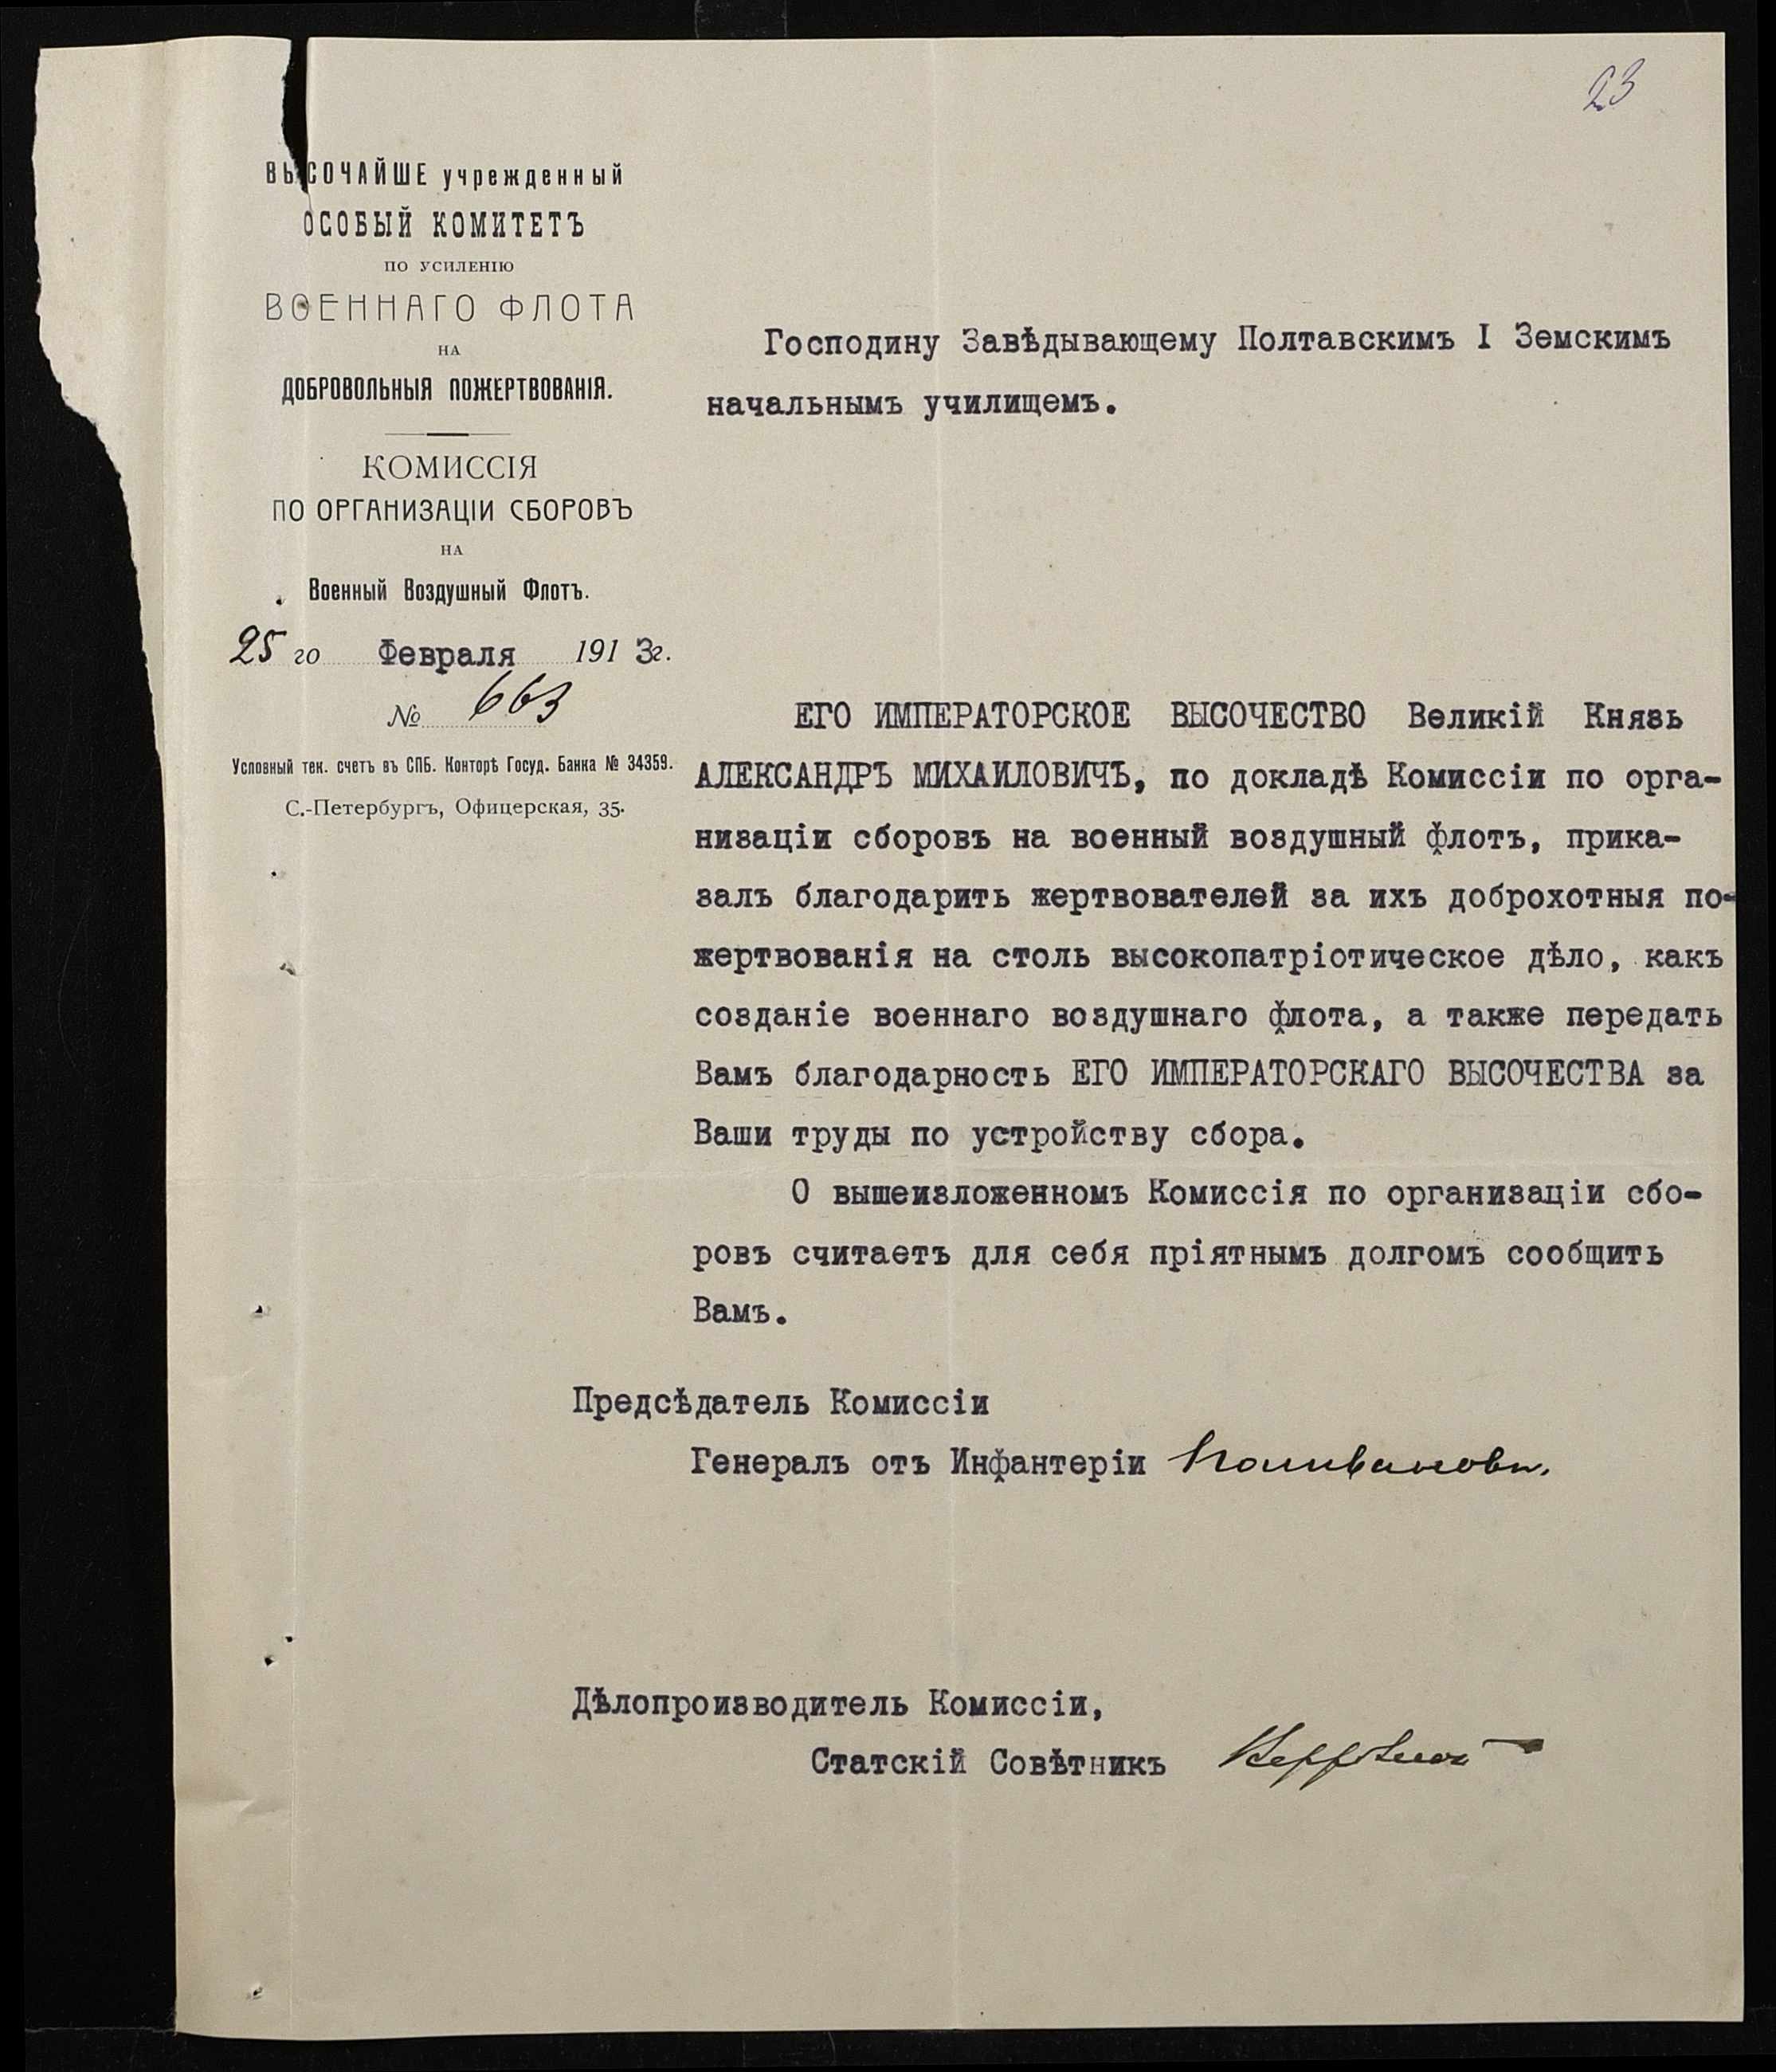 23
ВЫСОЧАЙШЕ учрежденный
ОСОБЫЙ КОМИТЕТЪ
ПО УСИЛЕНІЮ
ВОЕННАГО ФЛОТА
НА
ДОБРОВОЛЬНЫЯ ПОЖЕРТВОВАНІЯ.
КОМИССІЯ
ПО ОРГАНИЗАЦІИ СБОРОВЪ
НА
Военный Воздушный Флотъ.
25 го Февраля 1913г.
№ 663
Условный тек. счетъ въ СПБ. Конторѣ Госуд. Банка № 34359.
С.-Петербургъ, Офицерская, 35.
Господину Завѣдывающему Полтавскимъ I Земскимъ
начальнымъ училищемъ.
ЕГО ИМПЕРАТОРСКОЕ ВЫСОЧЕСТВО Великій Князь
АЛЕКСАНДРЪ МИХАИЛОВИЧЪ, по докладѣ Комиссіи по орга-
низаціи сборовъ на военный воздушный флотъ, прика-
залъ благодарить жертвователей за ихъ доброхотныя по-
жертвованія на столь высокопатріотическое дѣло, какъ
созданіе военнаго воздушнаго флота, а также передать
Вамъ благодарность ЕГО ИМПЕРАТОРСКАГО ВЫСОЧЕСТВА за
Ваши труды по устройству сбора.
О вышеизложенномъ Комиссія по организаціи сбо-
ровъ считаетъ для себя пріятнымъ долгомъ сообщить
Вамъ.
Предсѣдатель Комиссіи
Генералъ отъ Инфантеріи
Дѣлопроизводитель Комиссіи,
Статскій Совѣтникъ